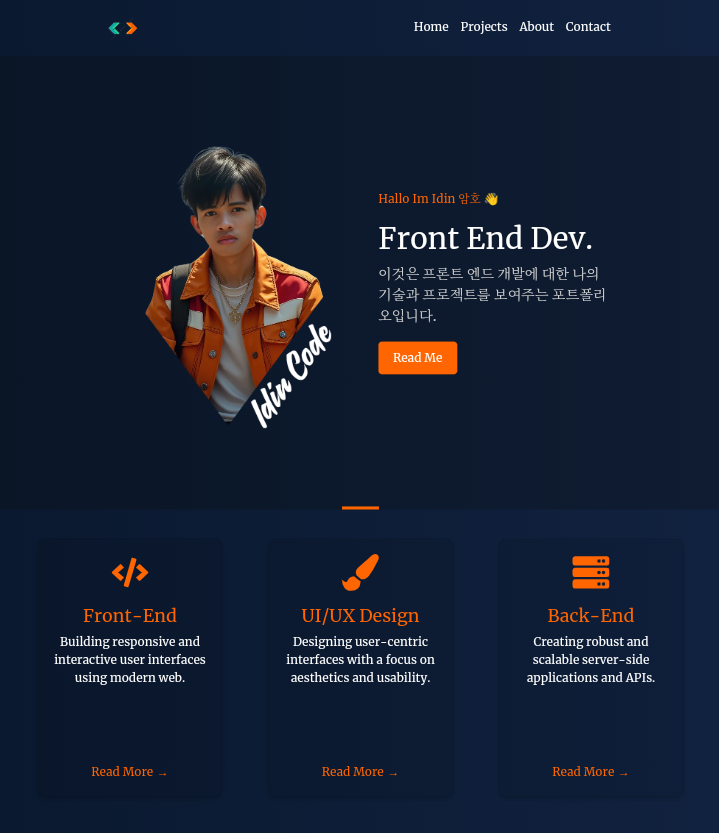 Home Projects About Contact
Hallo Im Idin 암호 👋
Front End Dev.
이것은 프론트 엔드 개발에 대한 나의
기술과 프로젝트를 보여주는 포트폴리
오입니다.
Read Me
Idin Code
Front-End
Building responsive and
interactive user interfaces
using modern web.
Read More →
UI/UX Design
Designing user-centric
interfaces with a focus on
aesthetics and usability.
Read More →
Back-End
Creating robust and
scalable server-side
applications and APIs.
Read More →